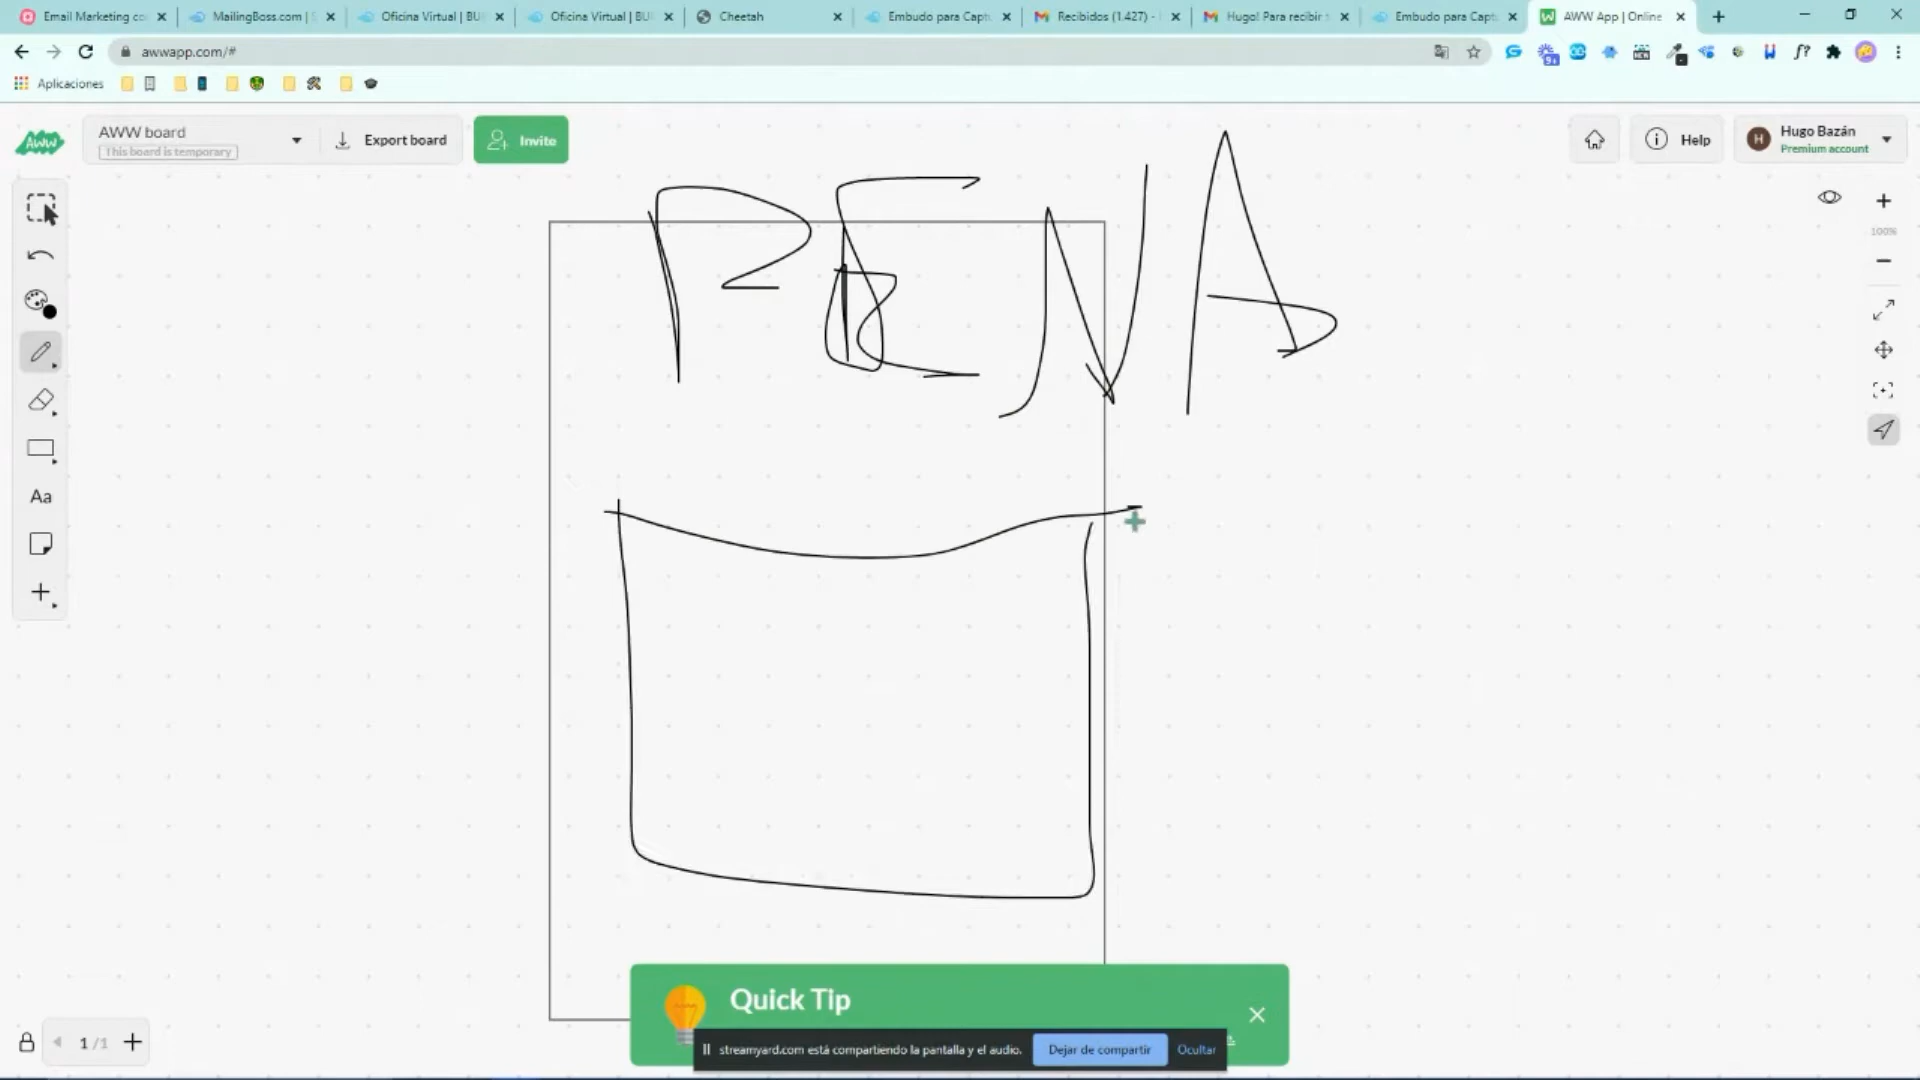 Email Marketing co
MailingBoss.com | S
Oficina Virtual | BU
Oficina Virtual | BU
Cheetah
Embudo para Capt
Recibidos (1.427) -
Hugo! Para recibir
Embudo para Capt
AWW App | Online
awwapp.com/#
Aplicaciones
AWW
AWW board
This board is temporary
Export board
Invite
Help
H
Hugo Bazán
Premium account
PENA
100%
Aa
Quick Tip
streamyard.com está compartiendo la pantalla y el audio.
Dejar de compartir
Ocultar
1 / 1